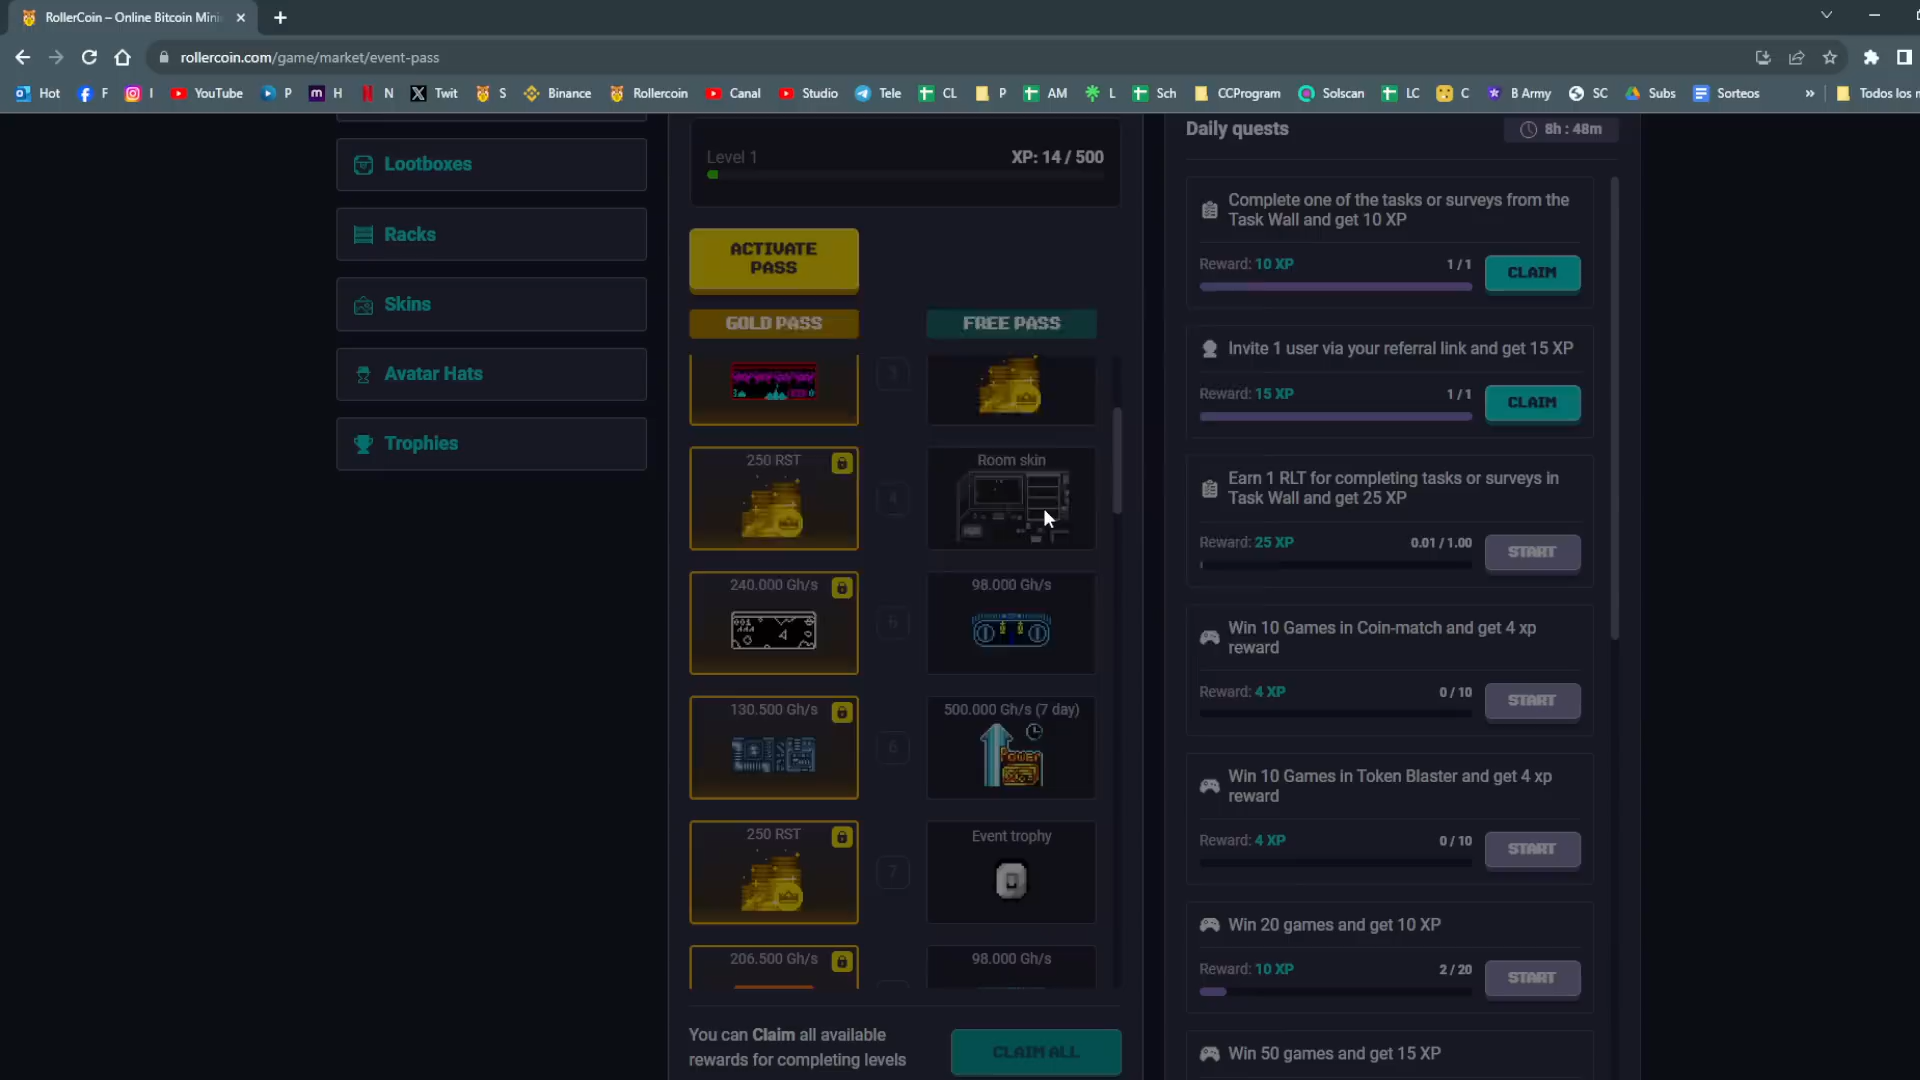 RollerCoin – Online Bitcoin Mini
rollercoin.com/game/market/event-pass
Hot F I YouTube P H N Twit S Binance Rollercoin Canal Studio Tele CL P AM L Sch CCProgram Solscan LC C B Army SC Subs Sorteos » Todos los m
Lootboxes
Racks
Skins
Avatar Hats
Trophies
Level 1 XP: 14 / 500
ACTIVATE
PASS
GOLD PASS FREE PASS
3
250 RST 4 Room skin
240.000 Gh/s 5 98.000 Gh/s
130.500 Gh/s 6 500.000 Gh/s (7 day)
POWER
250 RST 7 Event trophy
206.500 Gh/s 98.000 Gh/s
You can Claim all available
rewards for completing levels
CLAIM ALL
Daily quests 8h : 48m
Complete one of the tasks or surveys from the
Task Wall and get 10 XP
Reward: 10 XP 1 / 1 CLAIM
Invite 1 user via your referral link and get 15 XP
Reward: 15 XP 1 / 1 CLAIM
Earn 1 RLT for completing tasks or surveys in
Task Wall and get 25 XP
Reward: 25 XP 0.01 / 1.00 START
Win 10 Games in Coin-match and get 4 xp
reward
Reward: 4 XP 0 / 10 START
Win 10 Games in Token Blaster and get 4 xp
reward
Reward: 4 XP 0 / 10 START
Win 20 games and get 10 XP
Reward: 10 XP 2 / 20 START
Win 50 games and get 15 XP